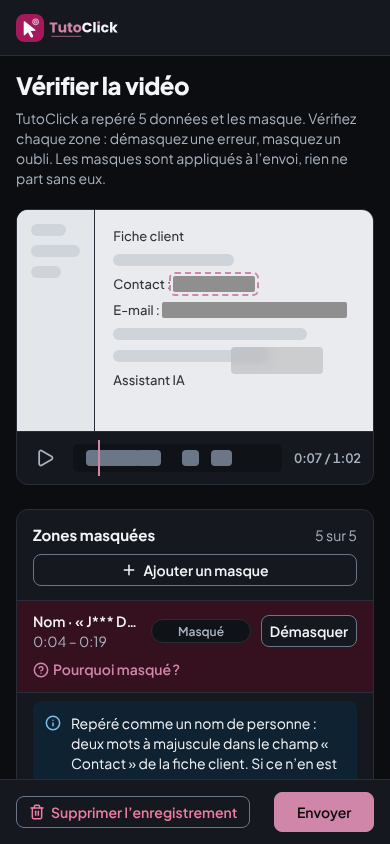 TutoClick
Vérifier la vidéo
TutoClick a repéré 5 données et les masque. Vérifiez
chaque zone : démasquez une erreur, masquez un
oubli. Les masques sont appliqués à l’envoi, rien ne
part sans eux.
Fiche client
Contact :
E-mail :
Assistant IA
0:07 / 1:02
Zones masquées 5 sur 5
+ Ajouter un masque
Nom · « J*** D… Masqué Démasquer
0:04 – 0:19
Pourquoi masqué ?
Repéré comme un nom de personne :
deux mots à majuscule dans le champ «
Contact » de la fiche client. Si ce n’en est
Supprimer l’enregistrement Envoyer